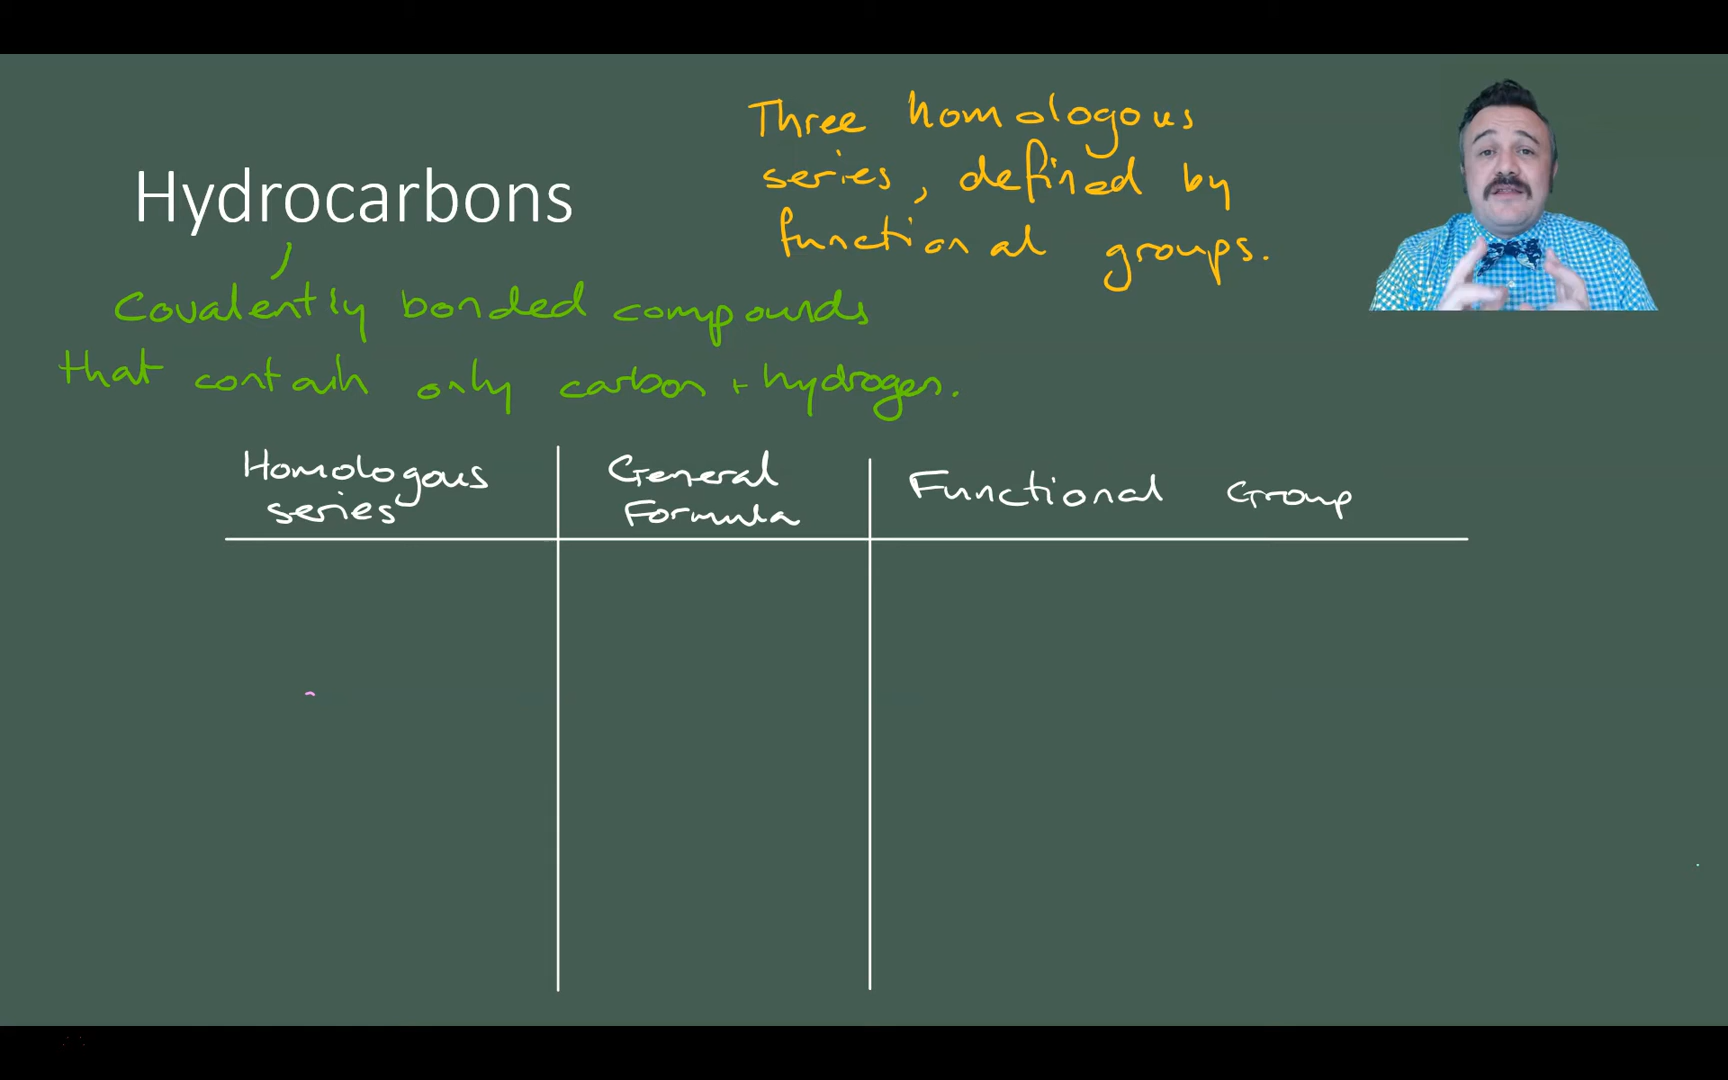 Three homologous
series, defined by
functional groups.
Hydrocarbons
Covalently bonded compounds
that contain only carbon + hydrogen.
Homologous
series
General
Formula
Functional Group